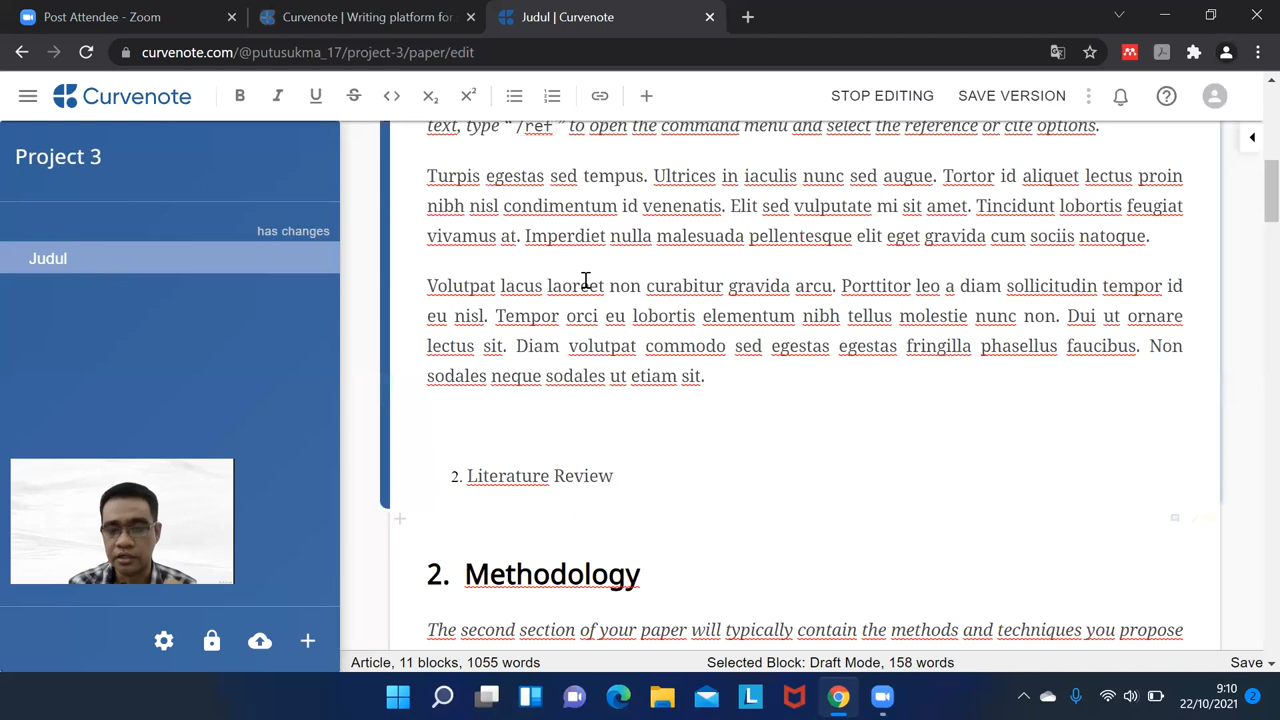 Post Attendee - Zoom
Curvenote | Writing platform for
Judul | Curvenote
curvenote.com/@putusukma_17/project-3/paper/edit
Curvenote
STOP EDITING
SAVE VERSION
Project 3
has changes
Judul
text, type “/ref” to open the command menu and select the reference or cite options.
Turpis egestas sed tempus. Ultrices in iaculis nunc sed augue. Tortor id aliquet lectus proin
nibh nisl condimentum id venenatis. Elit sed vulputate mi sit amet. Tincidunt lobortis feugiat
vivamus at. Imperdiet nulla malesuada pellentesque elit eget gravida cum sociis natoque.
Volutpat lacus laoreet non curabitur gravida arcu. Porttitor leo a diam sollicitudin tempor id
eu nisl. Tempor orci eu lobortis elementum nibh tellus molestie nunc non. Dui ut ornare
lectus sit. Diam volutpat commodo sed egestas egestas fringilla phasellus faucibus. Non
sodales neque sodales ut etiam sit.
2. Literature Review
2. Methodology
The second section of your paper will typically contain the methods and techniques you propose
Article, 11 blocks, 1055 words
Selected Block: Draft Mode, 158 words
Save
9:10
22/10/2021
2